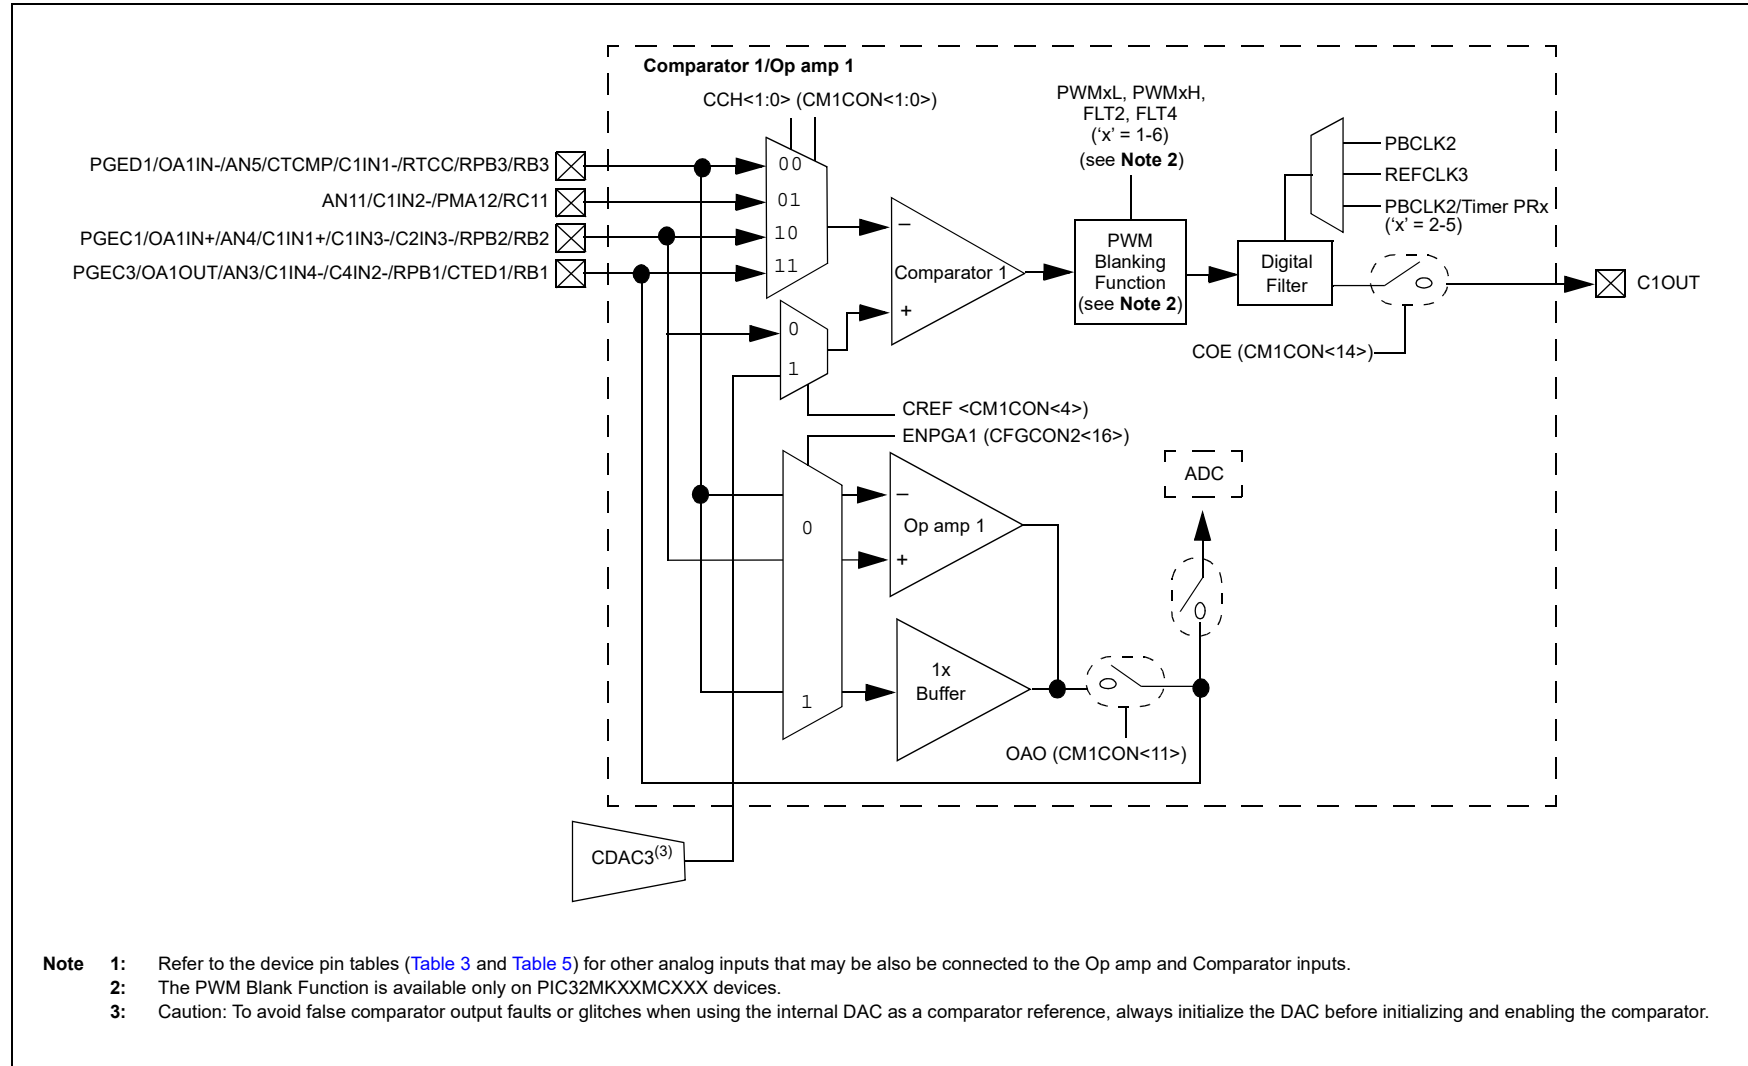 Comparator 1/Op amp 1
CCH<1:0> (CM1CON<1:0>)
PWMxL, PWMxH,
FLT2, FLT4
(‘x’ = 1-6)
(see Note 2)
PBCLK2
REFCLK3
PBCLK2/Timer PRx
(‘x’ = 2-5)
PGED1/OA1IN-/AN5/CTCMP/C1IN1-/RTCC/RPB3/RB3
AN11/C1IN2-/PMA12/RC11
PGEC1/OA1IN+/AN4/C1IN1+/C1IN3-/C2IN3-/RPB2/RB2
PGEC3/OA1OUT/AN3/C1IN4-/C4IN2-/RPB1/CTED1/RB1
00
01
10
11
–
Comparator 1
+
PWM
Blanking
Function
(see Note 2)
Digital
Filter
C1OUT
COE (CM1CON<14>)
0
1
CREF <CM1CON<4>)
ENPGA1 (CFGCON2<16>)
ADC
0
1
–
Op amp 1
+
1x
Buffer
OAO (CM1CON<11>)
CDAC3(3)
Note 1: Refer to the device pin tables (Table 3 and Table 5) for other analog inputs that may be also be connected to the Op amp and Comparator inputs.
2: The PWM Blank Function is available only on PIC32MKXXMCXXX devices.
3: Caution: To avoid false comparator output faults or glitches when using the internal DAC as a comparator reference, always initialize the DAC before initializing and enabling the comparator.